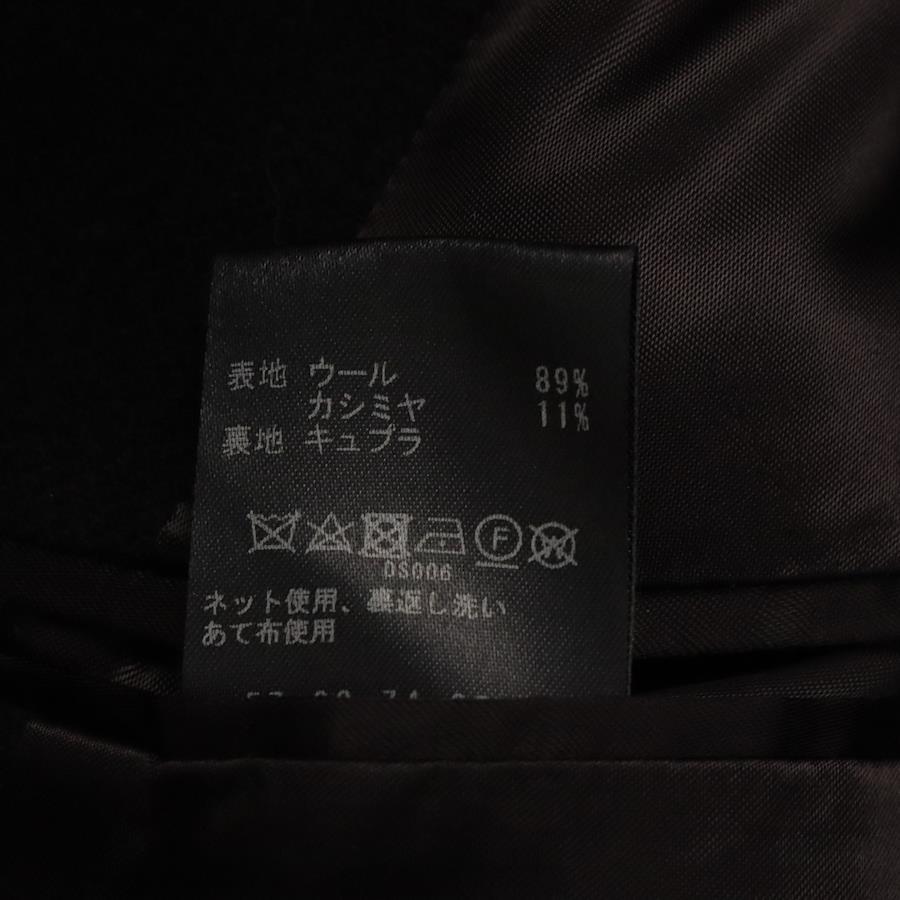 表地 ウール 89%
カシミヤ 11%
裏地 キュプラ
F W
DS006
ネット使用、裏返し洗い
あて布使用